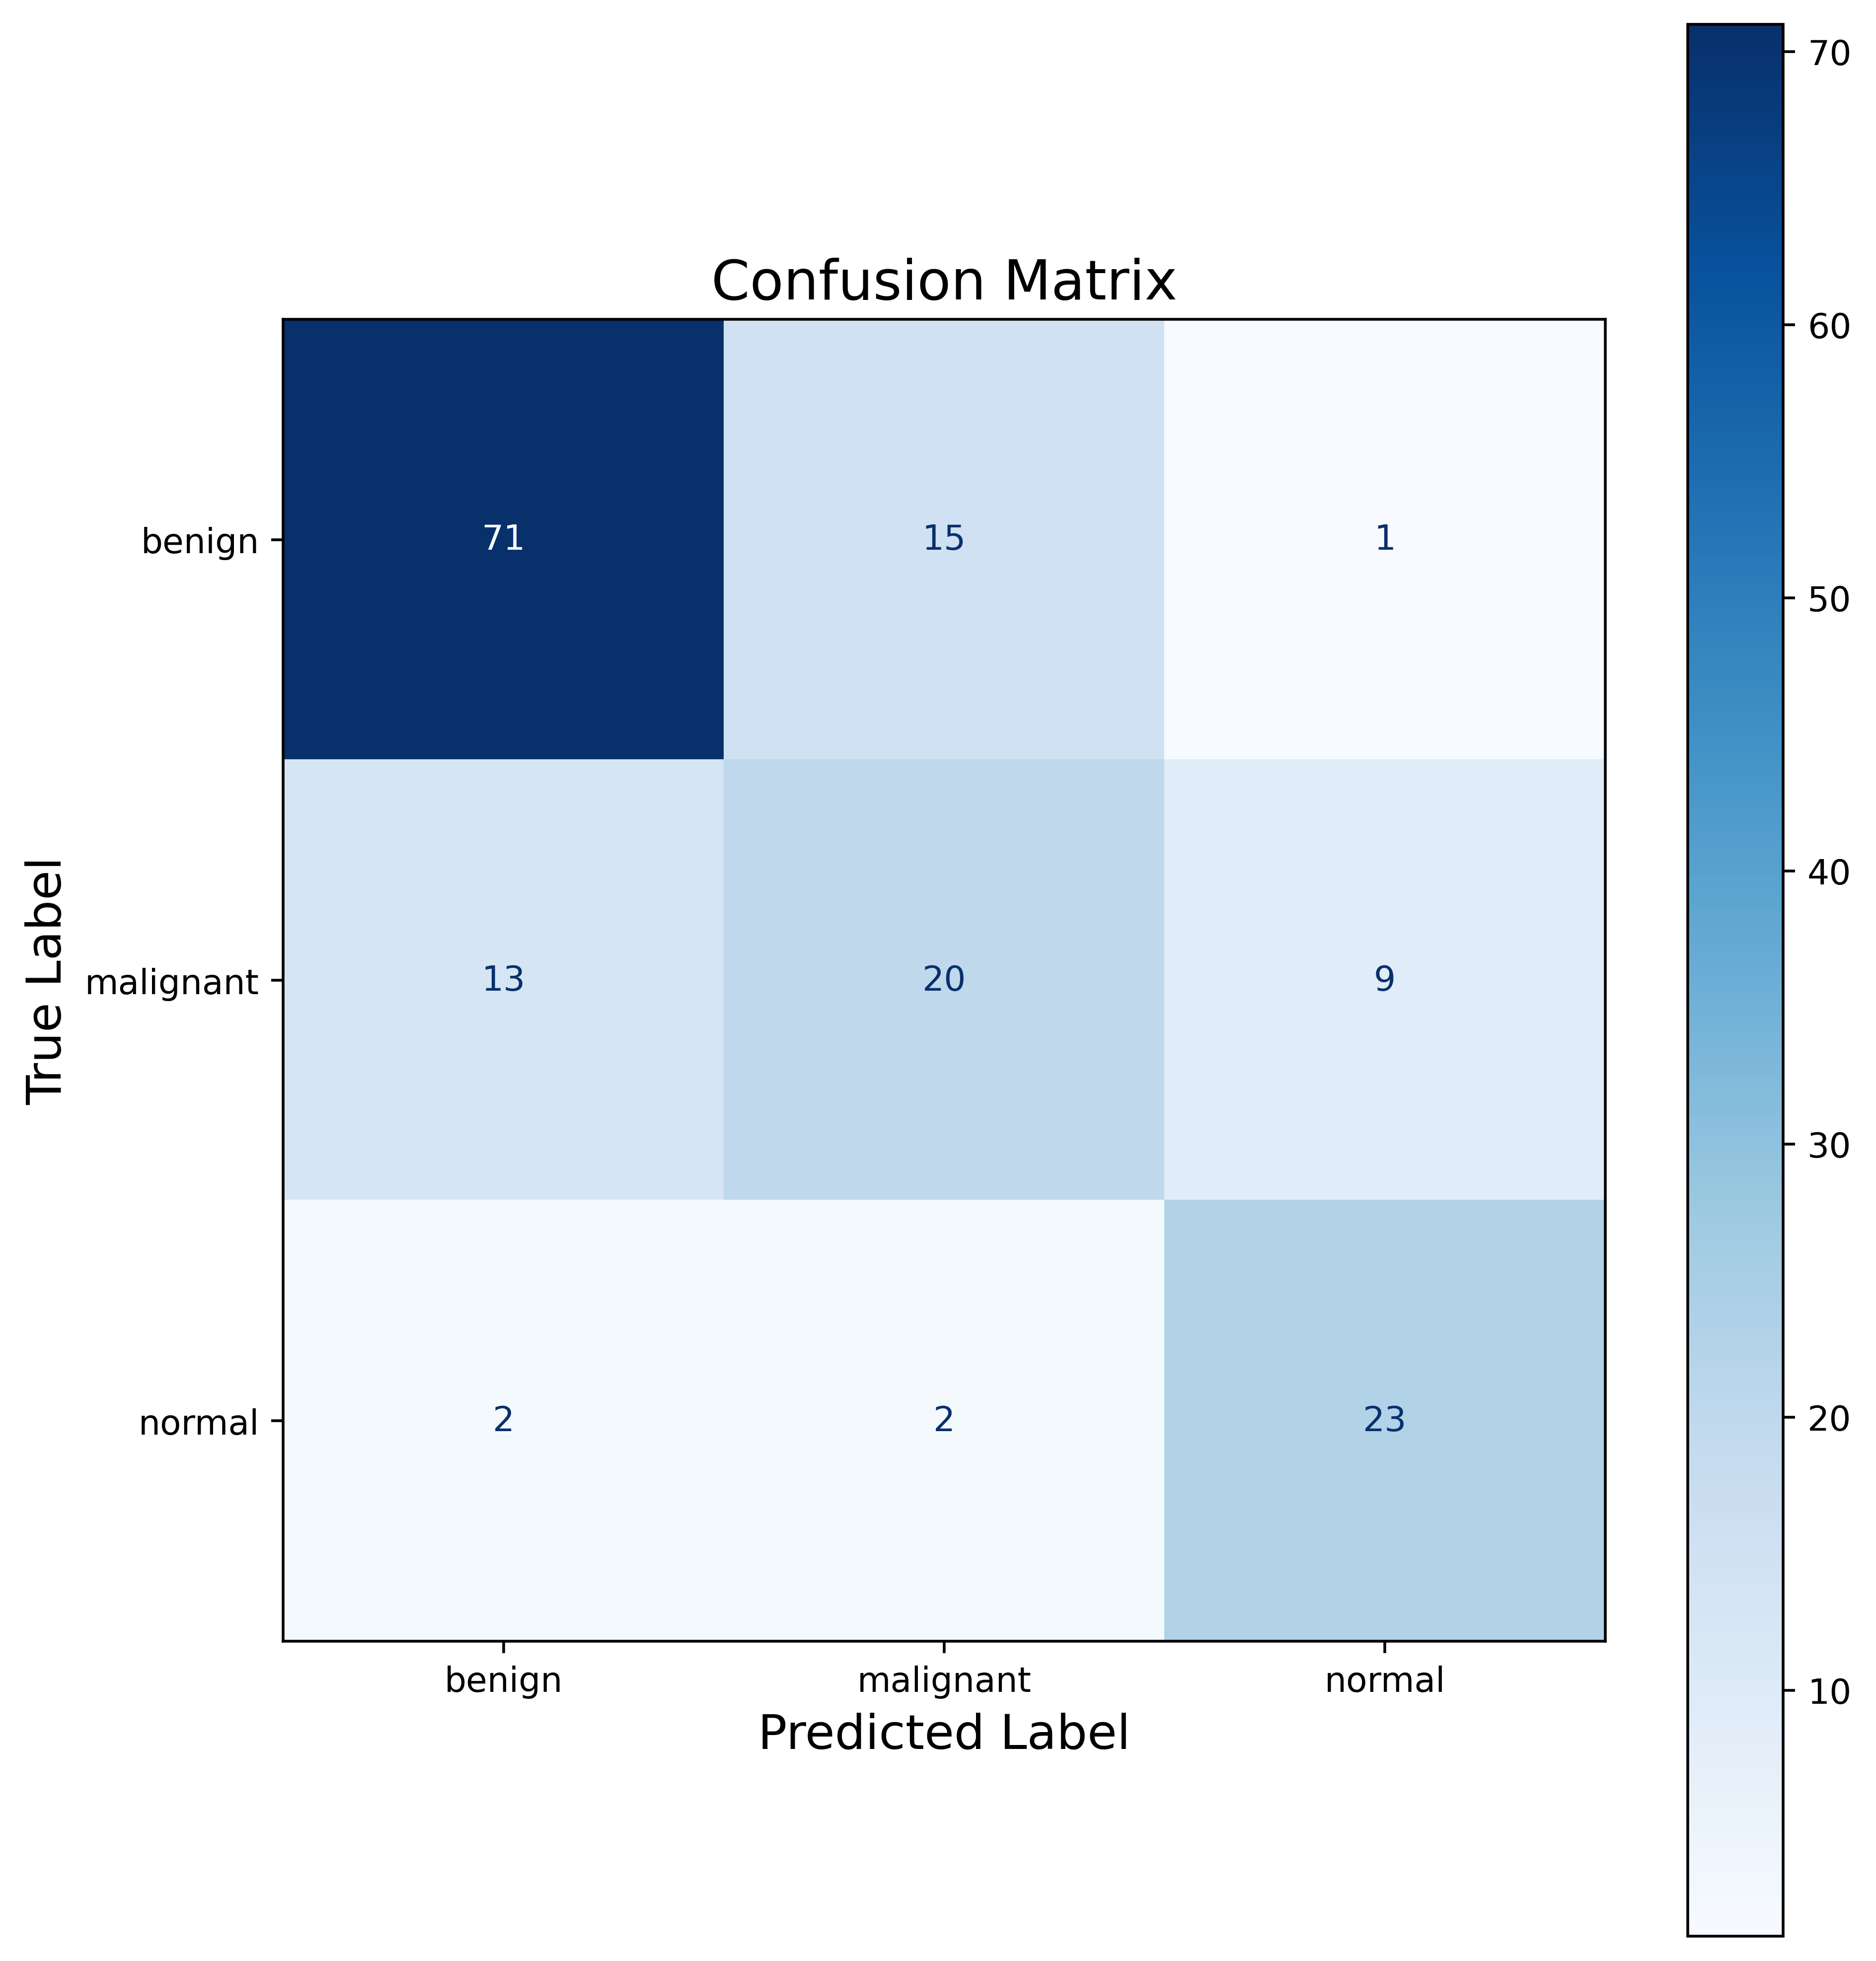 Confusion Matrix
70
60
50
40
30
20
10
True Label
benign
71
15
1
malignant
13
20
9
normal
2
2
23
benign
malignant
normal
Predicted Label